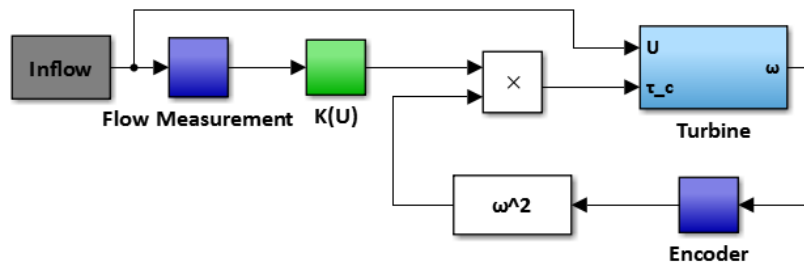 Inflow
Flow Measurement
K(U)
×
U
ω
τ_c
Turbine
ω^2
Encoder